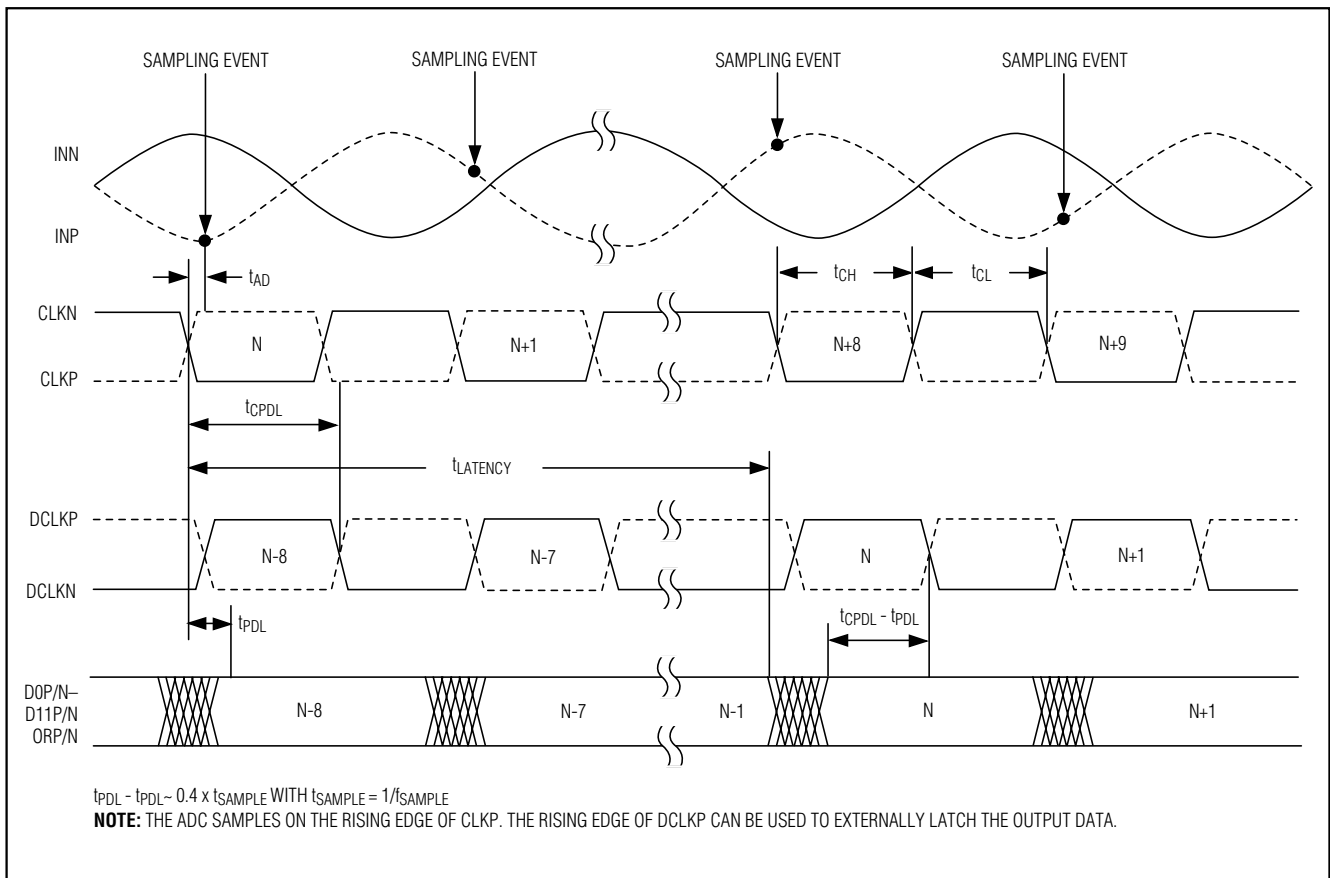 SAMPLING EVENT SAMPLING EVENT SAMPLING EVENT SAMPLING EVENT
INN
INP
tAD
tCH
tCL
CLKN
N
N+1
N+8
N+9
CLKP
tCPDL
tLATENCY
DCLKP
N-8
N-7
N
N+1
DCLKN
tPDL
tCPDL - tPDL
D0P/N–
D11P/N
ORP/N
N-8
N-7
N-1
N
N+1
tPDL - tPDL~ 0.4 x tSAMPLE WITH tSAMPLE = 1/fSAMPLE
NOTE: THE ADC SAMPLES ON THE RISING EDGE OF CLKP. THE RISING EDGE OF DCLKP CAN BE USED TO EXTERNALLY LATCH THE OUTPUT DATA.